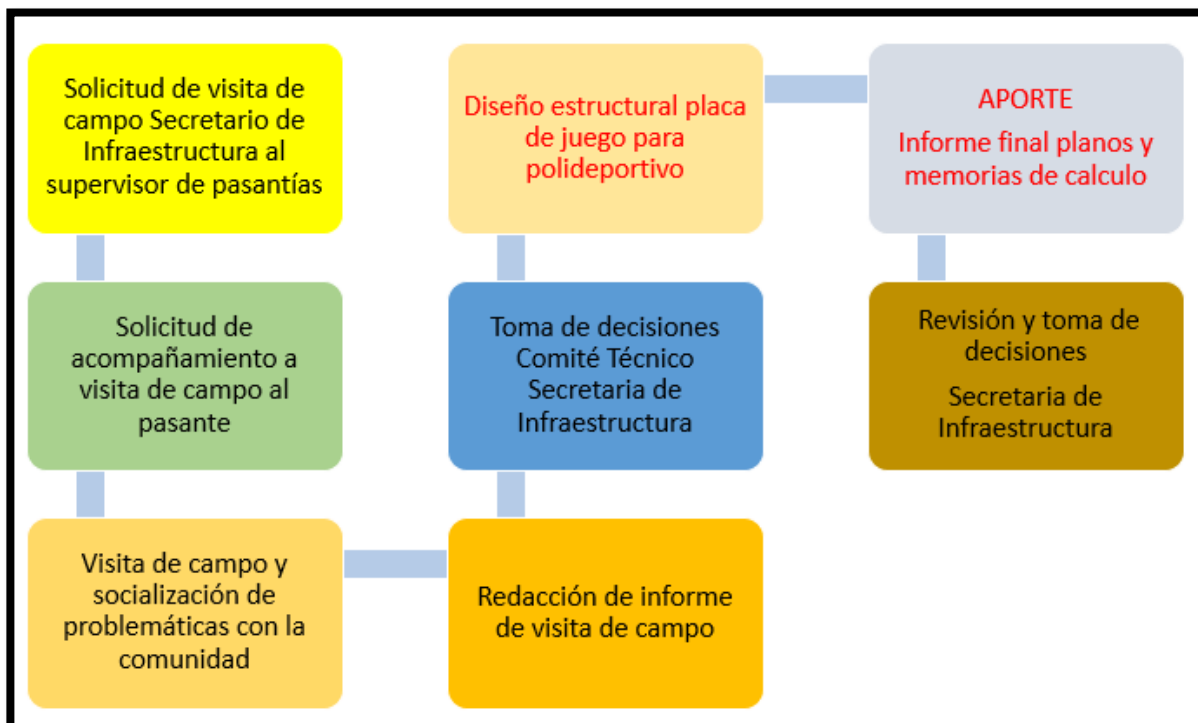 Solicitud de visita de
campo Secretario de
Infraestructura al
supervisor de pasantías
Solicitud de
acompañamiento a
visita de campo al
pasante
Visita de campo y
socialización de
problemáticas con la
comunidad
Redacción de informe
de visita de campo
Toma de decisiones
Comité Técnico
Secretaria de
Infraestructura
Diseño estructural placa
de juego para
polideportivo
APORTE
Informe final planos y
memorias de calculo
Revisión y toma de
decisiones
Secretaria de
Infraestructura